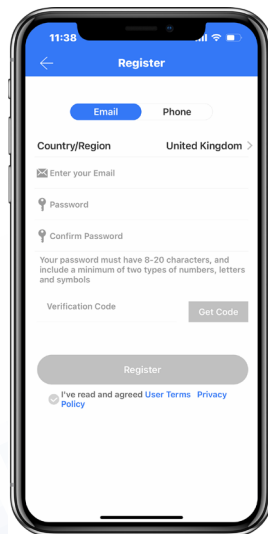 11:38
Register
Email Phone
Country/Region United Kingdom
Enter your Email
Password
Confirm Password
Your password must have 8-20 characters, and
include a minimum of two types of numbers, letters
and symbols
Verification Code Get Code
Register
I've read and agreed User Terms Privacy
Policy